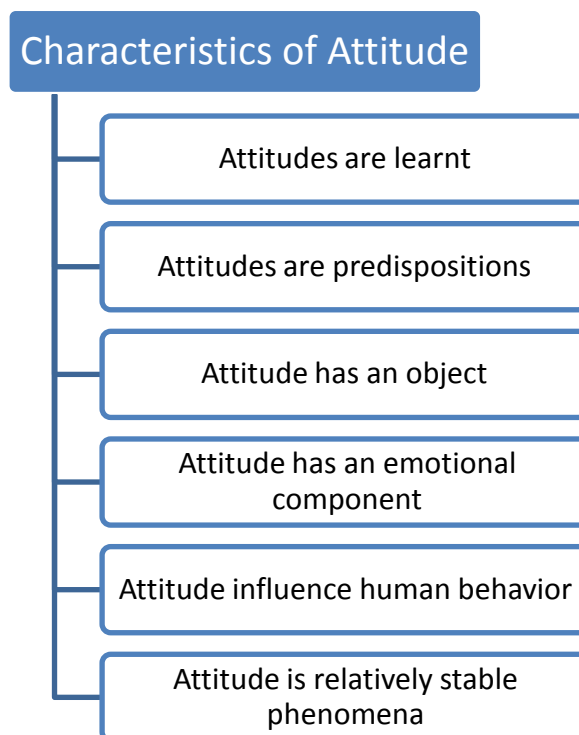 Characteristics of Attitude
Attitudes are learnt
Attitudes are predispositions
Attitude has an object
Attitude has an emotional
component
Attitude influence human behavior
Attitude is relatively stable
phenomena